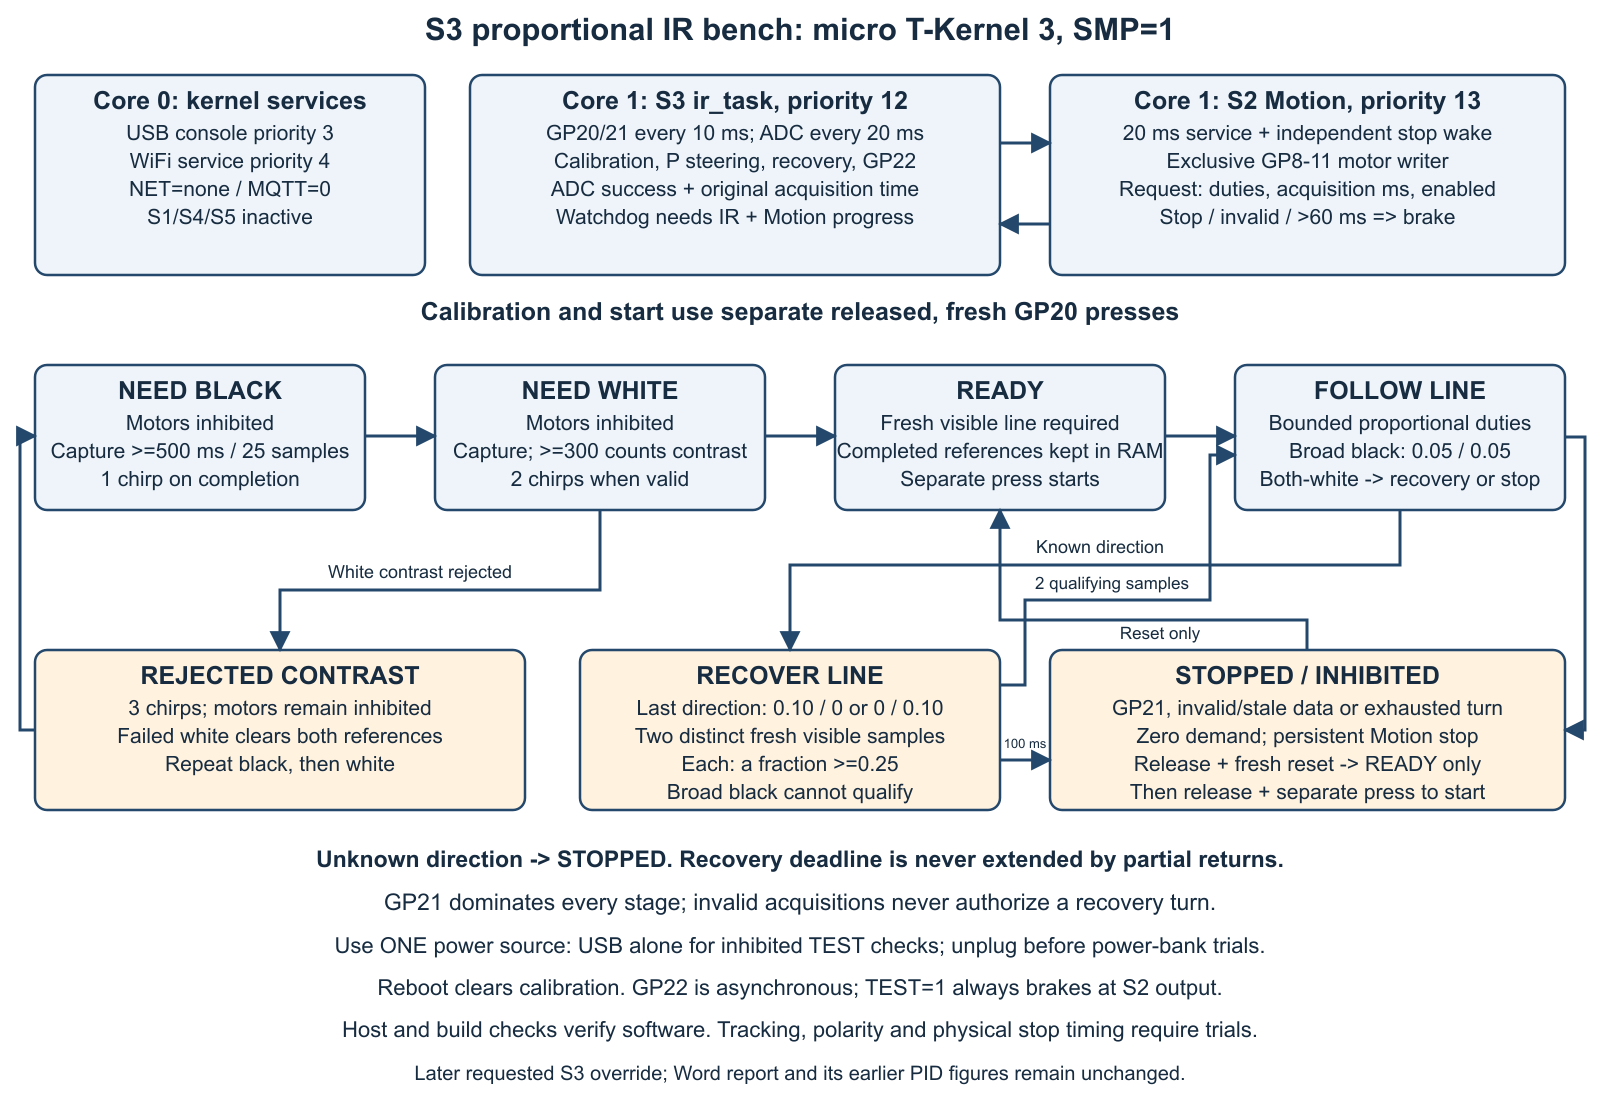 S3 proportional IR bench: micro T-Kernel 3, SMP=1
Core 0: kernel services
USB console priority 3
WiFi service priority 4
NET=none / MQTT=0
S1/S4/S5 inactive
Core 1: S3 ir_task, priority 12
GP20/21 every 10 ms; ADC every 20 ms
Calibration, P steering, recovery, GP22
ADC success + original acquisition time
Watchdog needs IR + Motion progress
Core 1: S2 Motion, priority 13
20 ms service + independent stop wake
Exclusive GP8-11 motor writer
Request: duties, acquisition ms, enabled
Stop / invalid / >60 ms => brake
Calibration and start use separate released, fresh GP20 presses
NEED BLACK
Motors inhibited
Capture >=500 ms / 25 samples
1 chirp on completion
NEED WHITE
Motors inhibited
Capture; >=300 counts contrast
2 chirps when valid
READY
Fresh visible line required
Completed references kept in RAM
Separate press starts
FOLLOW LINE
Bounded proportional duties
Broad black: 0.05 / 0.05
Both-white -> recovery or stop
Known direction
White contrast rejected
2 qualifying samples
Reset only
REJECTED CONTRAST
3 chirps; motors remain inhibited
Failed white clears both references
Repeat black, then white
RECOVER LINE
Last direction: 0.10 / 0 or 0 / 0.10
Two distinct fresh visible samples
Each: a fraction >=0.25
Broad black cannot qualify
100 ms
STOPPED / INHIBITED
GP21, invalid/stale data or exhausted turn
Zero demand; persistent Motion stop
Release + fresh reset -> READY only
Then release + separate press to start
Unknown direction -> STOPPED. Recovery deadline is never extended by partial returns.
GP21 dominates every stage; invalid acquisitions never authorize a recovery turn.
Use ONE power source: USB alone for inhibited TEST checks; unplug before power-bank trials.
Reboot clears calibration. GP22 is asynchronous; TEST=1 always brakes at S2 output.
Host and build checks verify software. Tracking, polarity and physical stop timing require trials.
Later requested S3 override; Word report and its earlier PID figures remain unchanged.